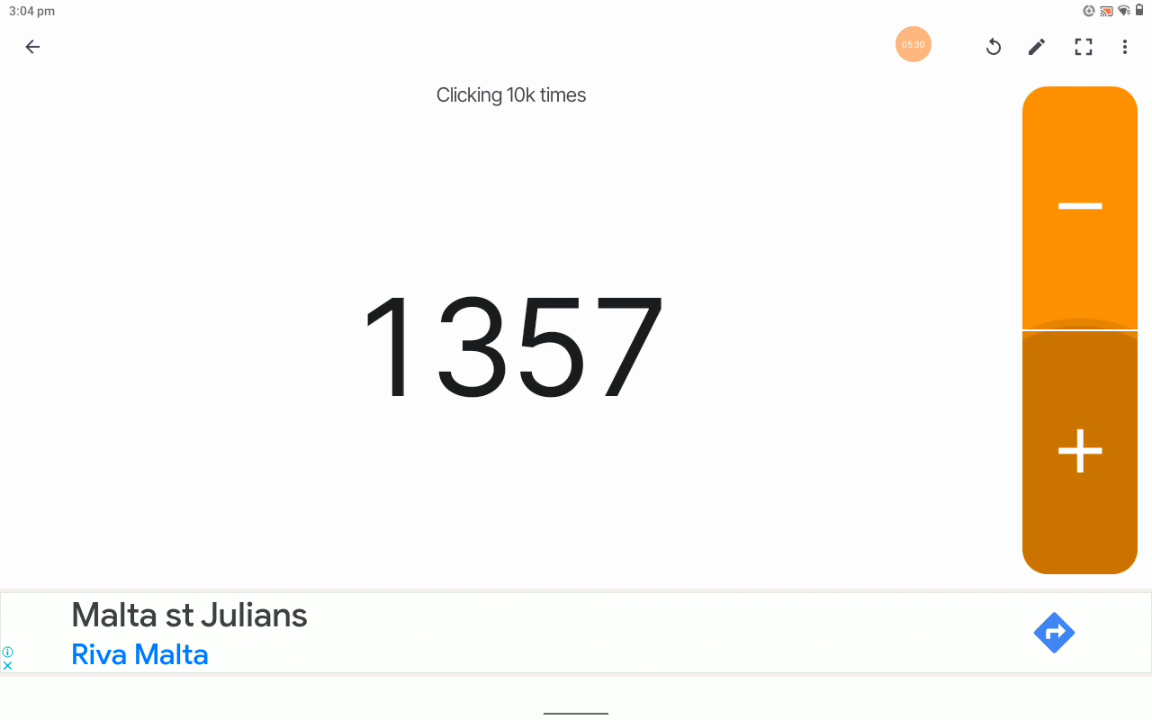 3:04 pm
05:30
Clicking 10k times
1357
−
+
Malta st Julians
Riva Malta